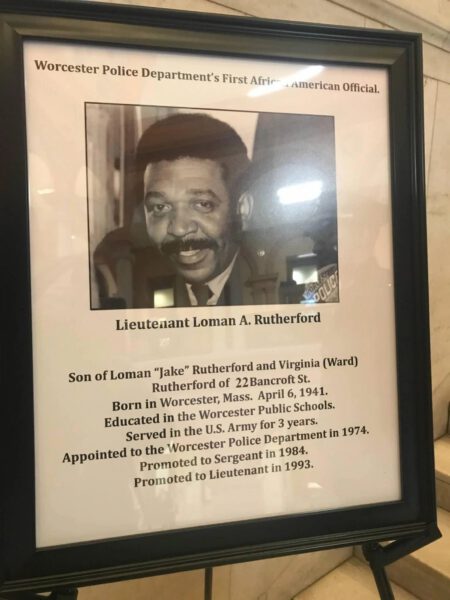 Worcester Police Department's First African American Official.
POLICE
Lieutenant Loman A. Rutherford
Son of Loman "Jake" Rutherford and Virginia (Ward)
Rutherford of 22Bancroft St.
Born in Worcester, Mass. April 6, 1941.
Educated in the Worcester Public Schools.
Served in the U.S. Army for 3 years.
Appointed to the Worcester Police Department in 1974.
Promoted to Sergeant in 1984.
Promoted to Lieutenant in 1993.